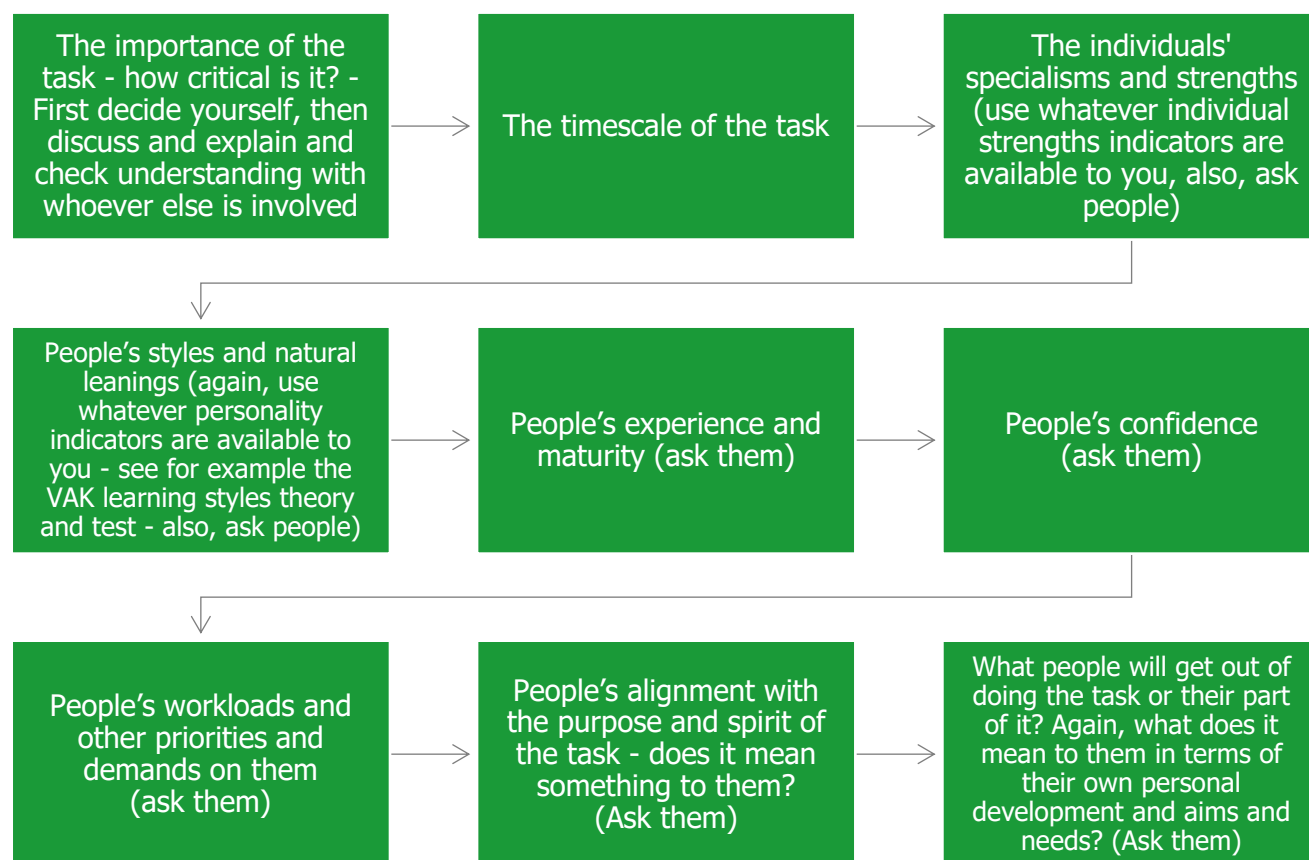 The importance of the
task - how critical is it? -
First decide yourself, then
discuss and explain and
check understanding with
whoever else is involved
The timescale of the task
The individuals'
specialisms and strengths
(use whatever individual
strengths indicators are
available to you, also, ask
people)
People’s styles and natural
leanings (again, use
whatever personality
indicators are available to
you - see for example the
VAK learning styles theory
and test - also, ask people)
People’s experience and
maturity (ask them)
People’s confidence
(ask them)
People’s workloads and
other priorities and
demands on them
(ask them)
People’s alignment with
the purpose and spirit of
the task - does it mean
something to them?
(Ask them)
What people will get out of
doing the task or their part
of it? Again, what does it
mean to them in terms of
their own personal
development and aims and
needs? (Ask them)